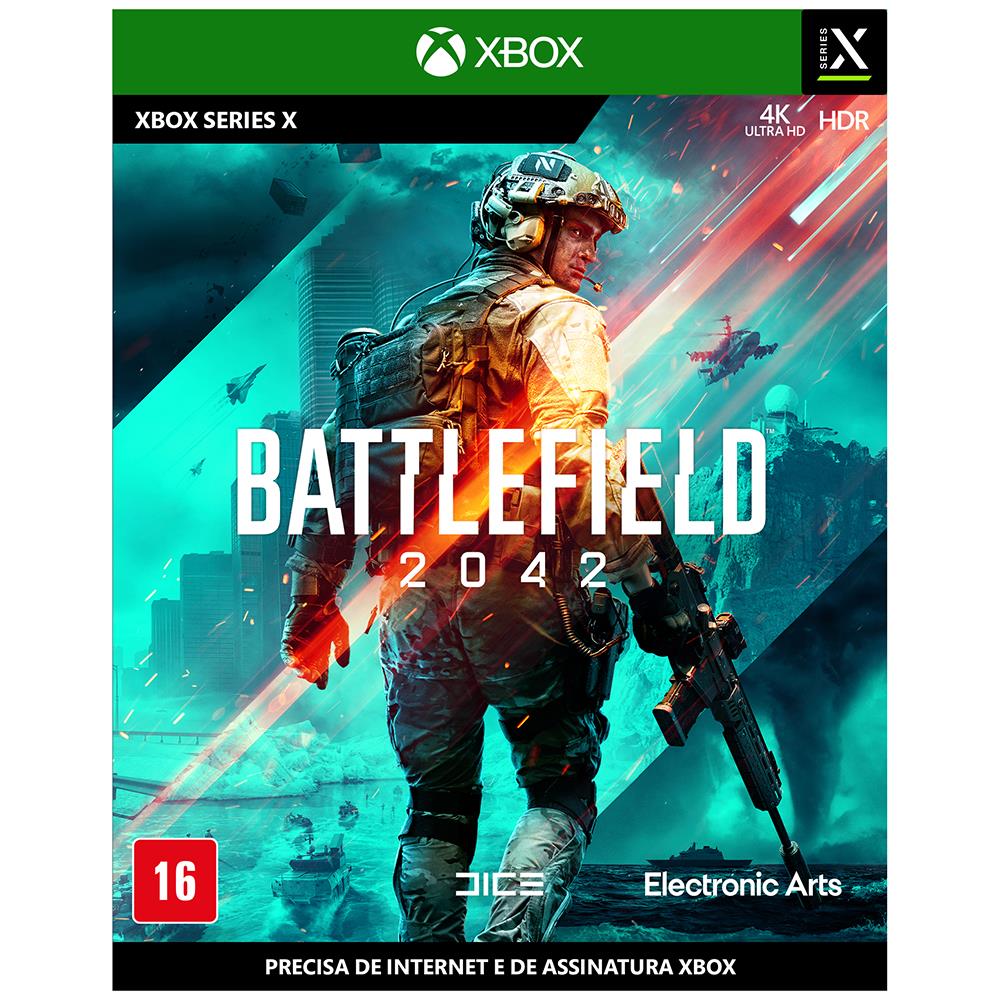 XBOX
SERIES X
XBOX SERIES X
4K
ULTRA HD
HDR
N
BATTLEFIELD™
2042
16
DICE
Electronic Arts
PRECISA DE INTERNET E DE ASSINATURA XBOX